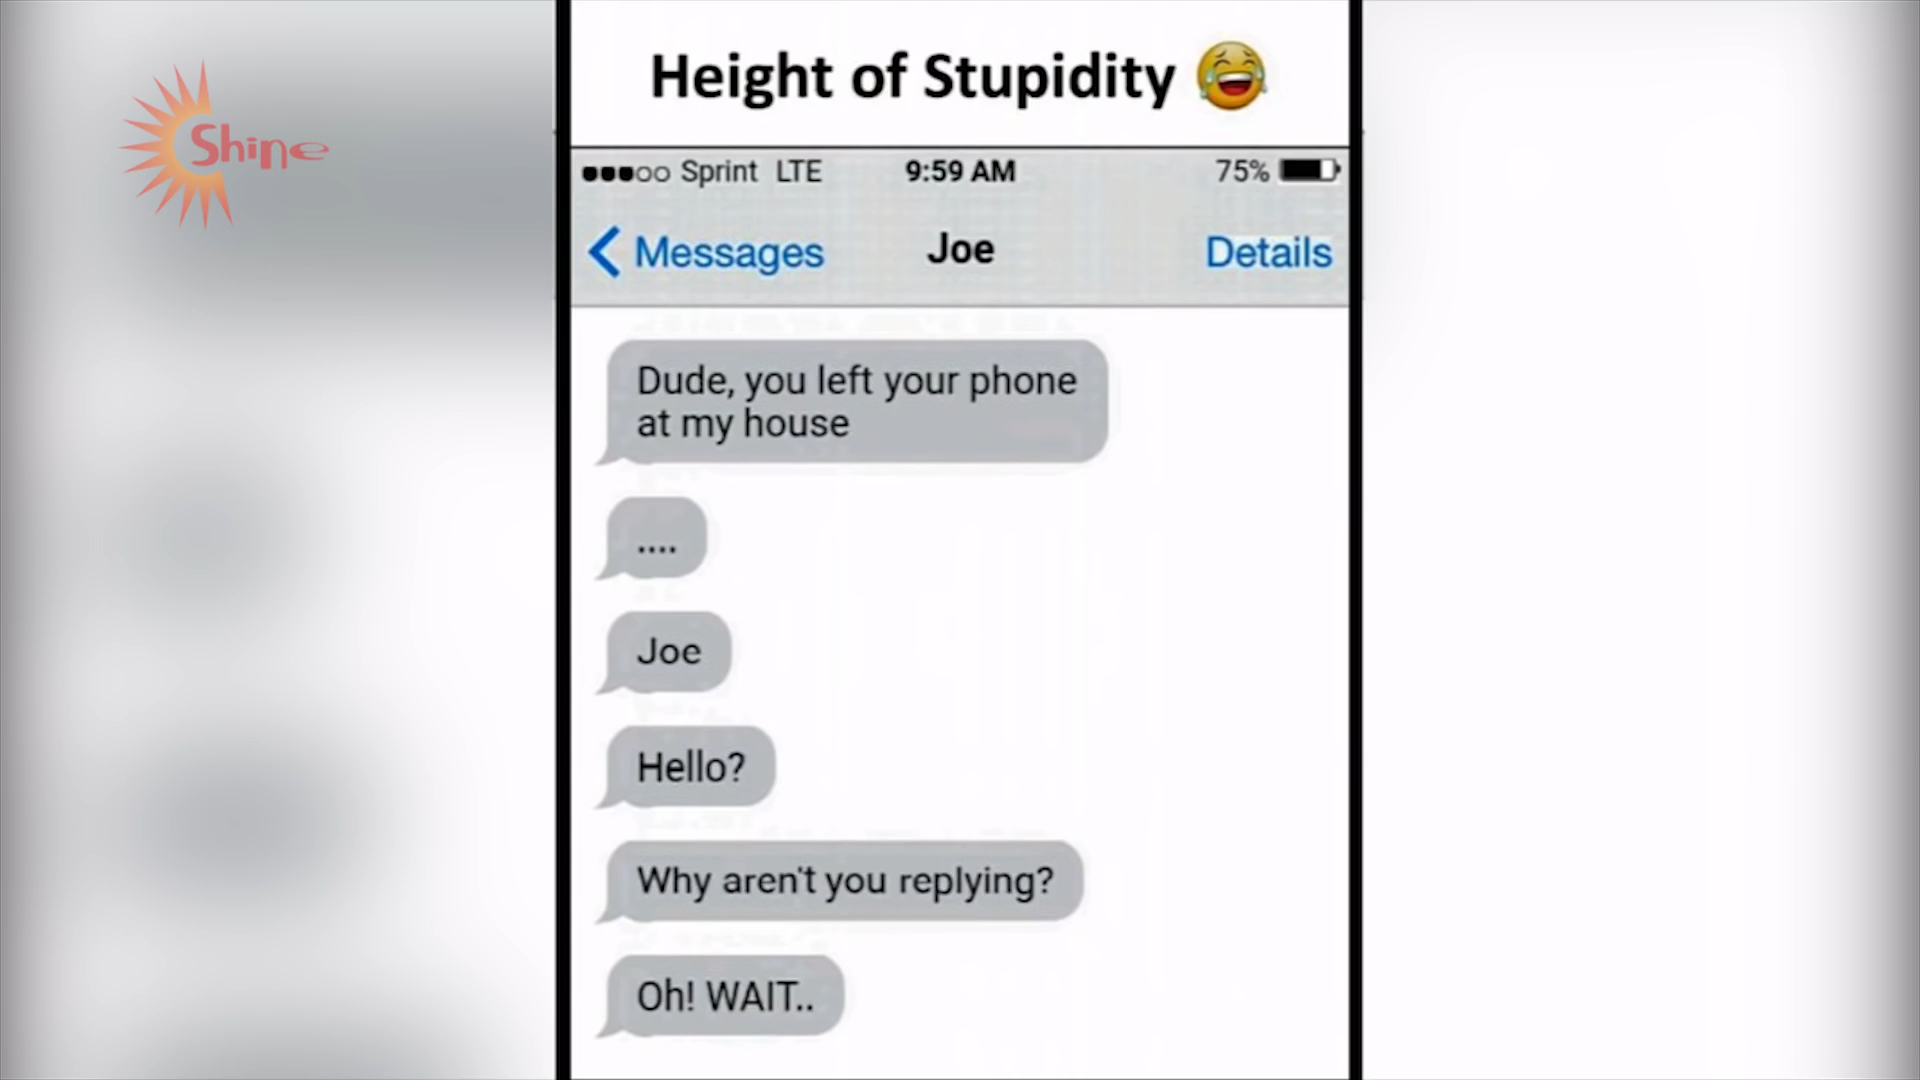 Shine
Height of Stupidity 😂
Sprint LTE 9:59 AM 75%
Messages Joe Details
Dude, you left your phone
at my house
....
Joe
Hello?
Why aren't you replying?
Oh! WAIT..